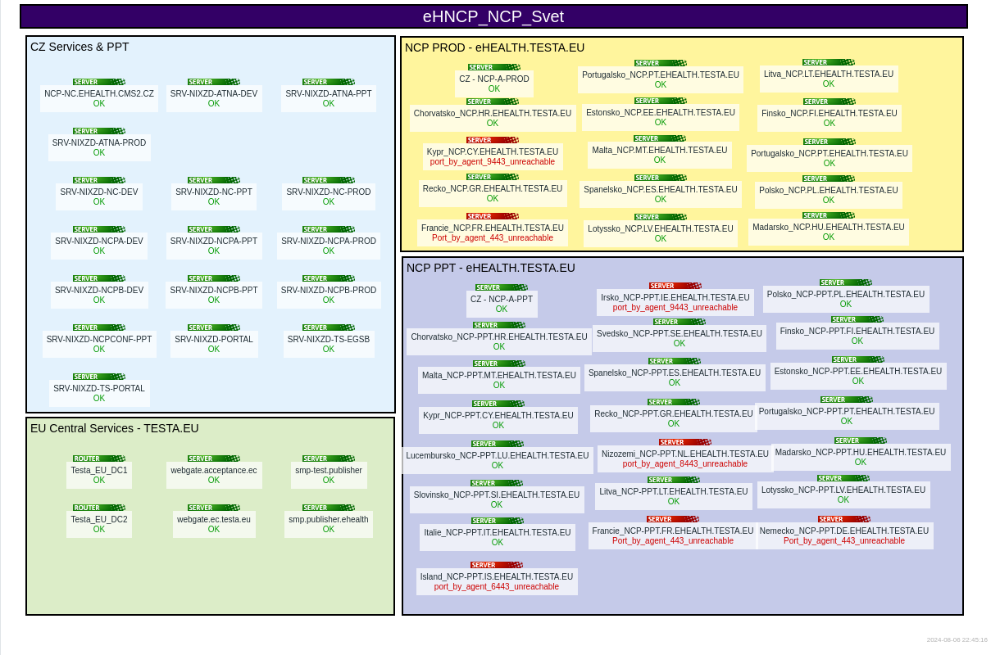 eHNCP_NCP_Svet
CZ Services & PPT
SERVER SERVER SERVER
NCP-NC.EHEALTH.CMS2.CZ SRV-NIXZD-ATNA-DEV SRV-NIXZD-ATNA-PPT
OK OK OK
SERVER
SRV-NIXZD-ATNA-PROD
OK
SERVER SERVER SERVER
SRV-NIXZD-NC-DEV SRV-NIXZD-NC-PPT SRV-NIXZD-NC-PROD
OK OK OK
SERVER SERVER SERVER
SRV-NIXZD-NCPA-DEV SRV-NIXZD-NCPA-PPT SRV-NIXZD-NCPA-PROD
OK OK OK
SERVER SERVER SERVER
SRV-NIXZD-NCPB-DEV SRV-NIXZD-NCPB-PPT SRV-NIXZD-NCPB-PROD
OK OK OK
SERVER SERVER SERVER
SRV-NIXZD-NCPCONF-PPT SRV-NIXZD-PORTAL SRV-NIXZD-TS-EGSB
OK OK OK
SERVER
SRV-NIXZD-TS-PORTAL
OK
EU Central Services - TESTA.EU
ROUTER SERVER SERVER
Testa_EU_DC1 webgate.acceptance.ec smp-test.publisher
OK OK OK
ROUTER SERVER SERVER
Testa_EU_DC2 webgate.ec.testa.eu smp.publisher.ehealth
OK OK OK
NCP PROD - eHEALTH.TESTA.EU
SERVER SERVER SERVER
CZ - NCP-A-PROD Portugalsko_NCP.PT.EHEALTH.TESTA.EU Litva_NCP.LT.EHEALTH.TESTA.EU
OK OK OK
SERVER SERVER SERVER
Chorvatsko_NCP.HR.EHEALTH.TESTA.EU Estonsko_NCP.EE.EHEALTH.TESTA.EU Finsko_NCP.FI.EHEALTH.TESTA.EU
OK OK OK
SERVER SERVER SERVER
Kypr_NCP.CY.EHEALTH.TESTA.EU Malta_NCP.MT.EHEALTH.TESTA.EU Portugalsko_NCP.PT.EHEALTH.TESTA.EU
port_by_agent_9443_unreachable OK OK
SERVER SERVER SERVER
Recko_NCP.GR.EHEALTH.TESTA.EU Spanelsko_NCP.ES.EHEALTH.TESTA.EU Polsko_NCP.PL.EHEALTH.TESTA.EU
OK OK OK
SERVER SERVER SERVER
Francie_NCP.FR.EHEALTH.TESTA.EU Lotyssko_NCP.LV.EHEALTH.TESTA.EU Madarsko_NCP.HU.EHEALTH.TESTA.EU
Port_by_agent_443_unreachable OK OK
NCP PPT - eHEALTH.TESTA.EU
SERVER SERVER SERVER
CZ - NCP-A-PPT Irsko_NCP-PPT.IE.EHEALTH.TESTA.EU Polsko_NCP-PPT.PL.EHEALTH.TESTA.EU
OK port_by_agent_9443_unreachable OK
SERVER SERVER SERVER
Chorvatsko_NCP-PPT.HR.EHEALTH.TESTA.EU Svedsko_NCP-PPT.SE.EHEALTH.TESTA.EU Finsko_NCP-PPT.FI.EHEALTH.TESTA.EU
OK OK OK
SERVER SERVER SERVER
Malta_NCP-PPT.MT.EHEALTH.TESTA.EU Spanelsko_NCP-PPT.ES.EHEALTH.TESTA.EU Estonsko_NCP-PPT.EE.EHEALTH.TESTA.EU
OK OK OK
SERVER SERVER SERVER
Kypr_NCP-PPT.CY.EHEALTH.TESTA.EU Recko_NCP-PPT.GR.EHEALTH.TESTA.EU Portugalsko_NCP-PPT.PT.EHEALTH.TESTA.EU
OK OK OK
SERVER SERVER SERVER
Lucembursko_NCP-PPT.LU.EHEALTH.TESTA.EU Nizozemi_NCP-PPT.NL.EHEALTH.TESTA.EU Madarsko_NCP-PPT.HU.EHEALTH.TESTA.EU
OK port_by_agent_8443_unreachable OK
SERVER SERVER SERVER
Slovinsko_NCP-PPT.SI.EHEALTH.TESTA.EU Litva_NCP-PPT.LT.EHEALTH.TESTA.EU Lotyssko_NCP-PPT.LV.EHEALTH.TESTA.EU
OK OK OK
SERVER SERVER SERVER
Italie_NCP-PPT.IT.EHEALTH.TESTA.EU Francie_NCP-PPT.FR.EHEALTH.TESTA.EU Nemecko_NCP-PPT.DE.EHEALTH.TESTA.EU
OK Port_by_agent_443_unreachable Port_by_agent_443_unreachable
SERVER
Island_NCP-PPT.IS.EHEALTH.TESTA.EU
port_by_agent_6443_unreachable
2024-08-06 22:45:16